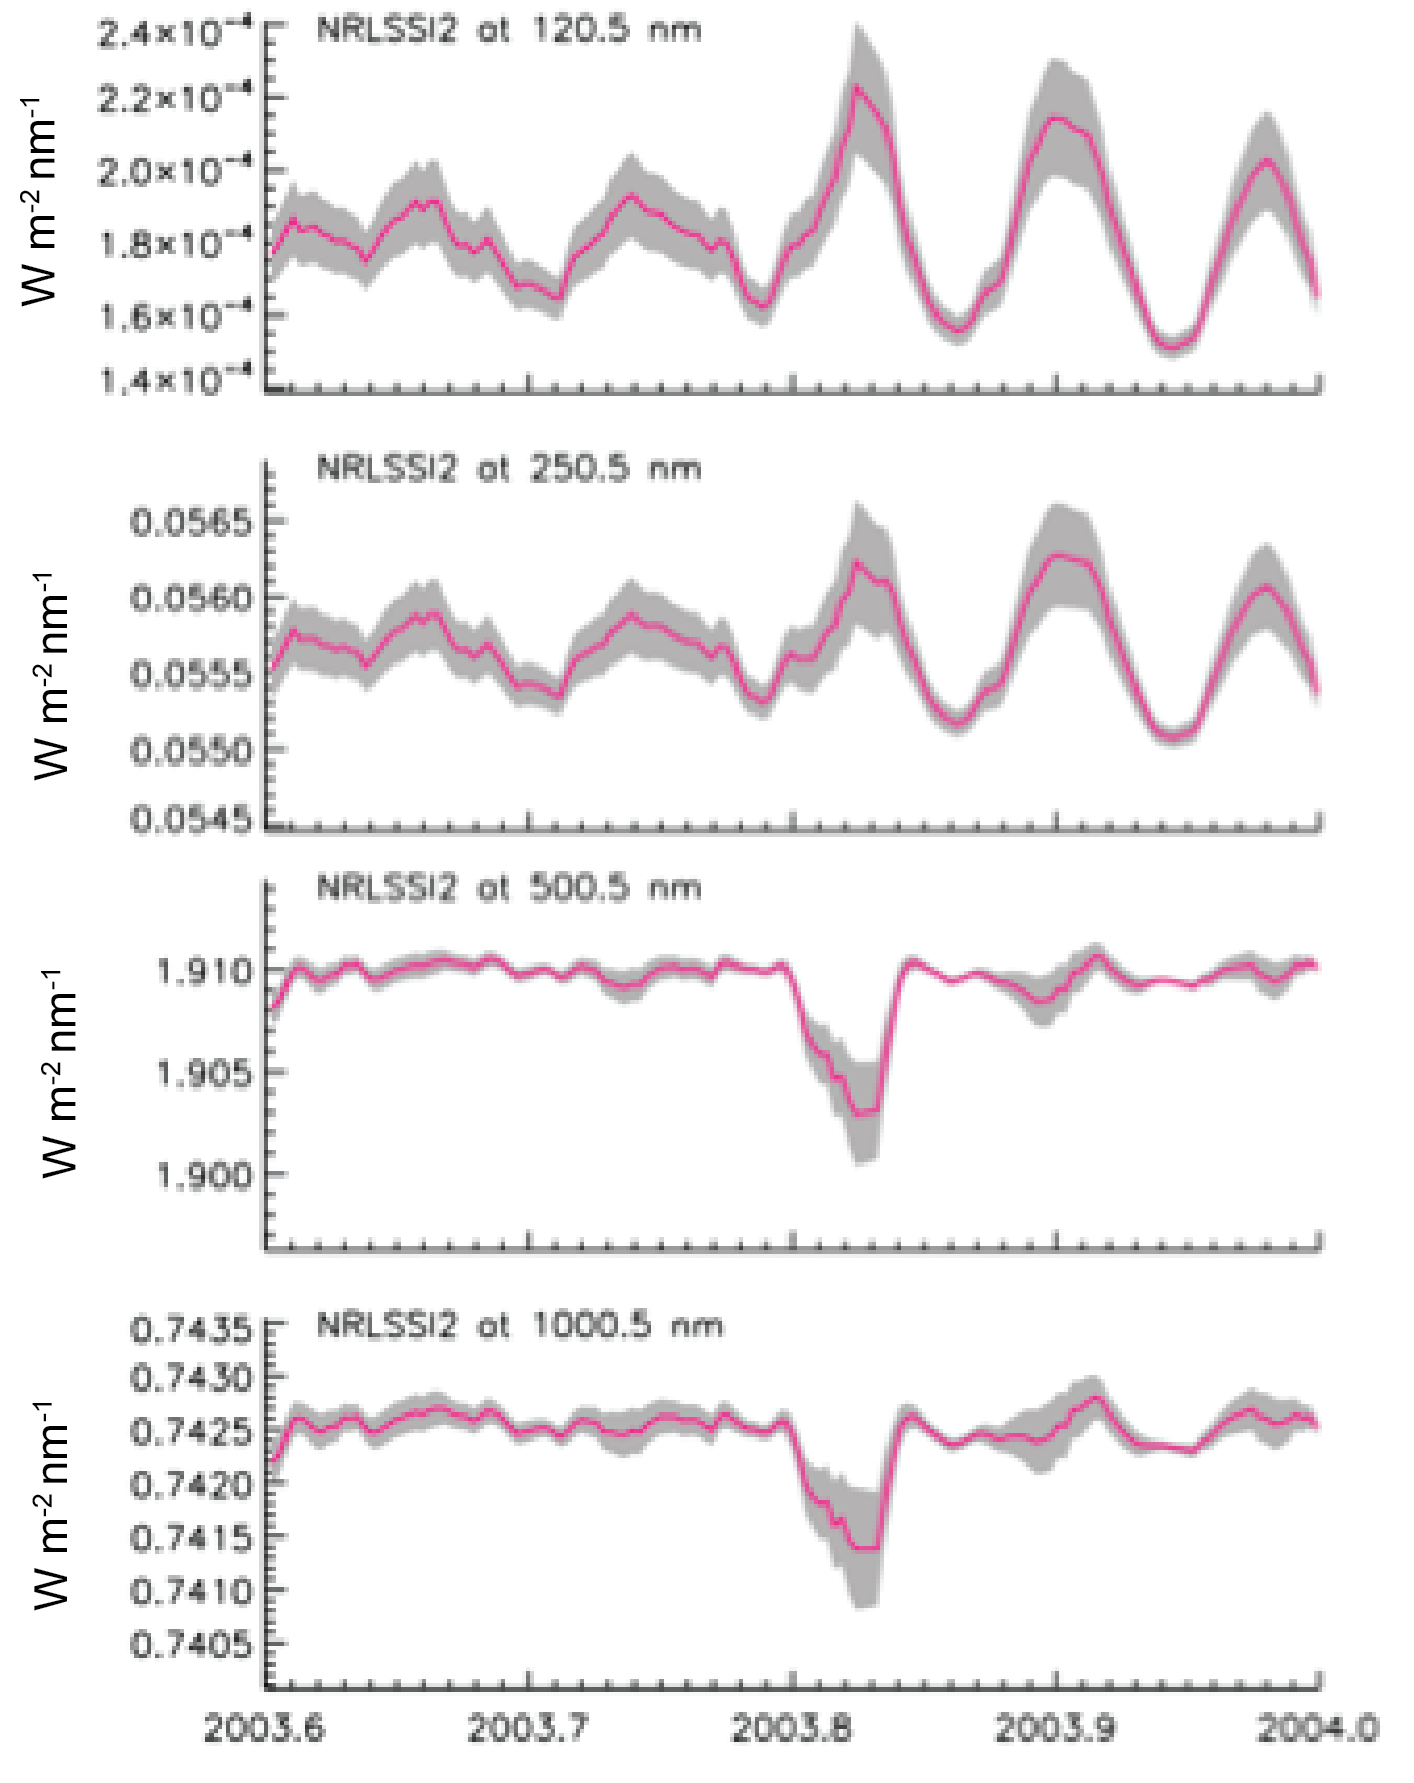 NRLSSI2 at 120.5 nm
2.4×10⁻⁴
2.2×10⁻⁴
2.0×10⁻⁴
1.8×10⁻⁴
1.6×10⁻⁴
1.4×10⁻⁴
W m⁻² nm⁻¹
NRLSSI2 at 250.5 nm
0.0565
0.0560
0.0555
0.0550
0.0545
W m⁻² nm⁻¹
NRLSSI2 at 500.5 nm
1.910
1.905
1.900
W m⁻² nm⁻¹
NRLSSI2 at 1000.5 nm
0.7435
0.7430
0.7425
0.7420
0.7415
0.7410
0.7405
W m⁻² nm⁻¹
2003.6 2003.7 2003.8 2003.9 2004.0